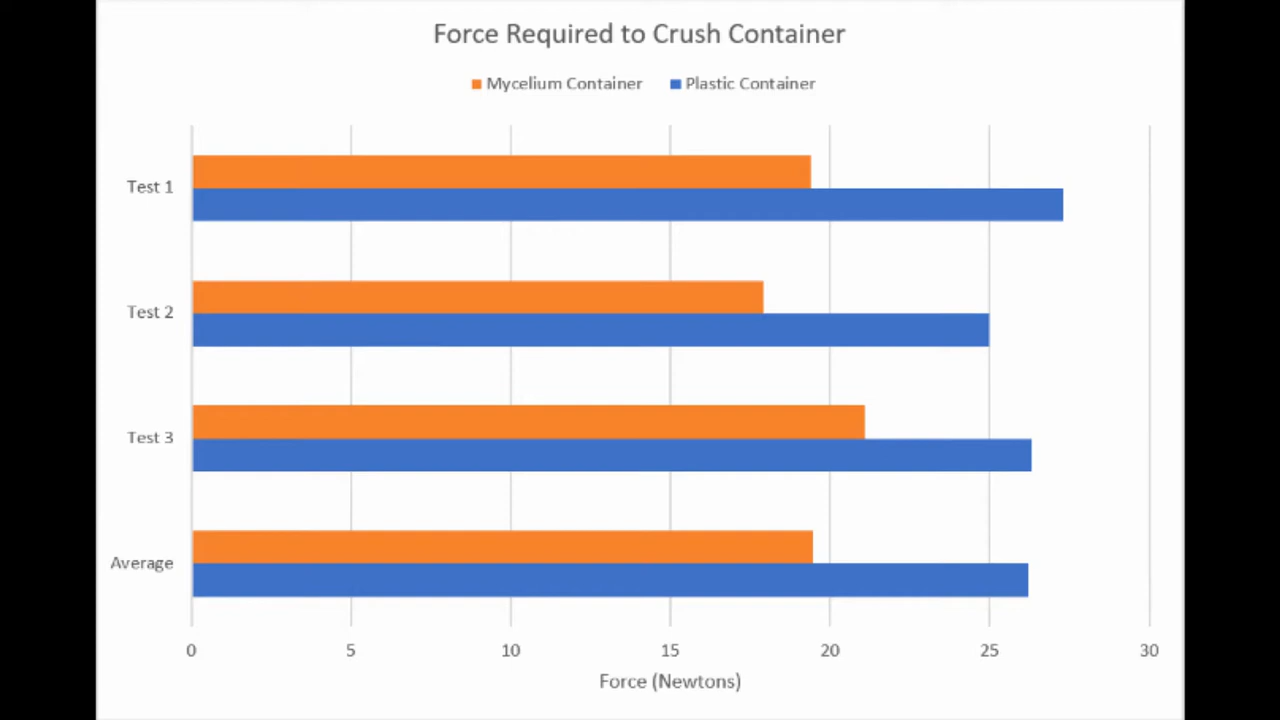 Force Required to Crush Container
Mycelium Container Plastic Container
Test 1
Test 2
Test 3
Average
0 5 10 15 20 25 30
Force (Newtons)